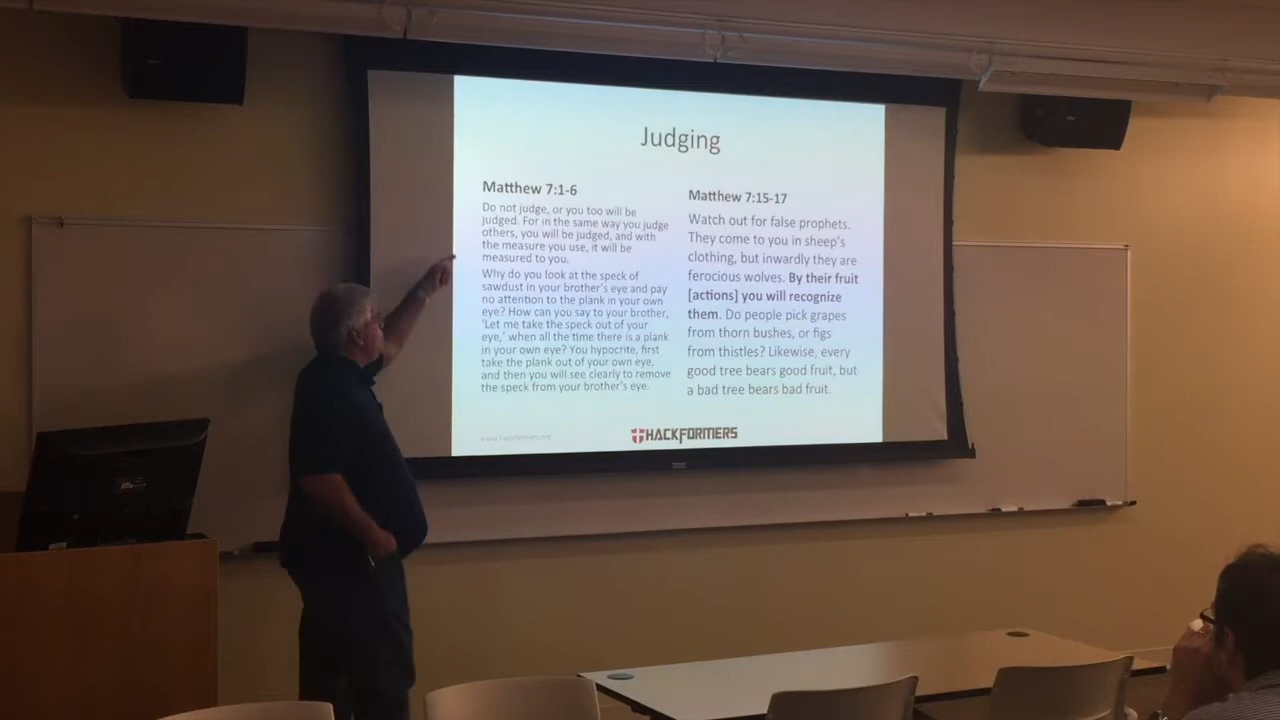 Judging
Matthew 7:1-6
Do not judge, or you too will be
judged. For in the same way you judge
others, you will be judged, and with
the measure you use, it will be
measured to you.
Why do you look at the speck of
sawdust in your brother's eye and pay
no attention to the plank in your own
eye? How can you say to your brother,
'Let me take the speck out of your
eye,' when all the time there is a plank
in your own eye? You hypocrite, first
take the plank out of your own eye,
and then you will see clearly to remove
the speck from your brother's eye.
Matthew 7:15-17
Watch out for false prophets.
They come to you in sheep's
clothing, but inwardly they are
ferocious wolves. By their fruit
[actions] you will recognize
them. Do people pick grapes
from thorn bushes, or figs
from thistles? Likewise, every
good tree bears good fruit, but
a bad tree bears bad fruit.
www.hackformers.org
HACKFORMERS